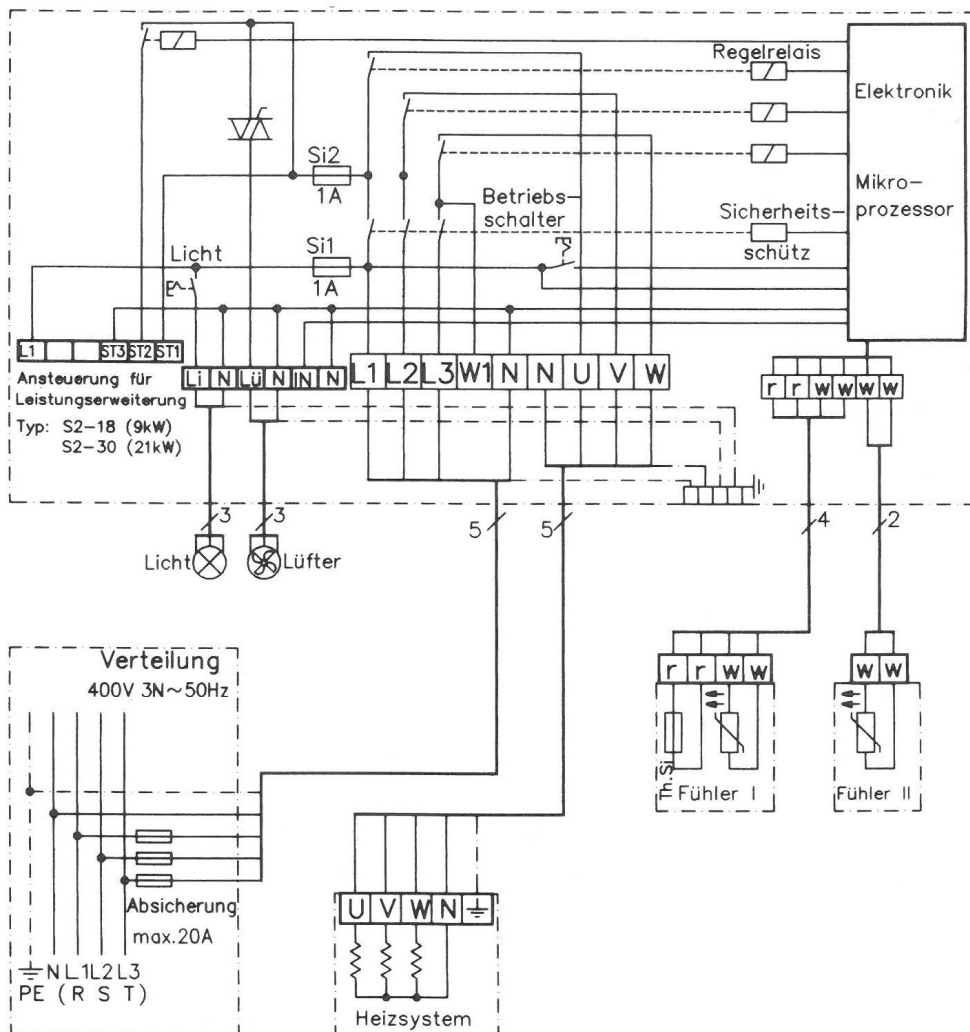 Regelrelais
Elektronik
Mikro-
prozessor
Si2
1A
Betriebs-
schalter
Sicherheits-
schütz
Licht
Si1
1A
L1 ST3 ST2 ST1
Ansteuerung für
Leistungserweiterung
Typ: S2-18 (9kW)
S2-30 (21kW)
Li N Lü N IN N
L1 L2 L3 W1 N N U V W
r r w w w w
3 3 5 5 4 2
Licht Lüfter
Verteilung
400V 3N~50Hz
Absicherung
max.20A
N L1 L2 L3
PE (R S T)
U V W N
Heizsystem
r r w w
Th.Si
Fühler I
w w
Fühler II